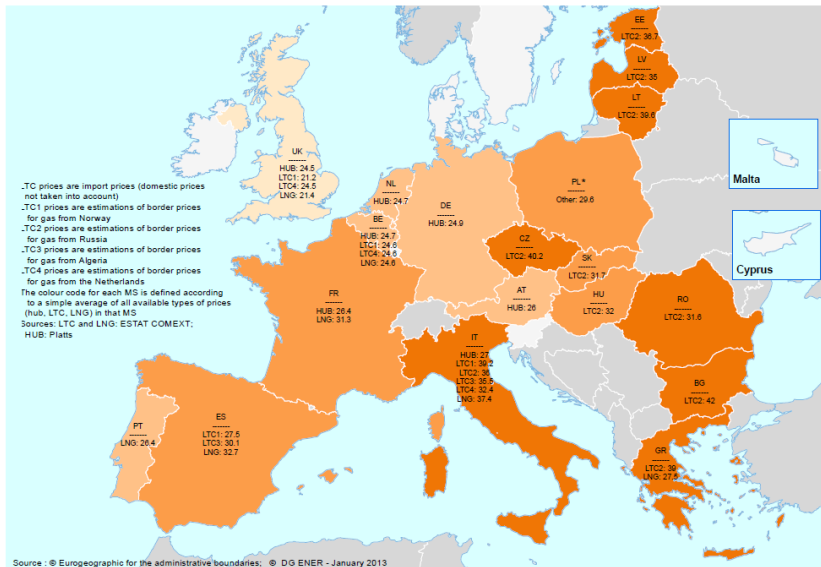 EE
-------
LTC2: 36.7
LV
-------
LTC2: 35
LT
-------
LTC2: 39.6
UK
-------
HUB: 24.5
LTC1: 21.2
LTC4: 24.5
LNG: 21.4
NL
-------
HUB: 24.7
BE
-------
HUB: 24.7
LTC1: 24.6
LTC4: 24.6
LNG: 24.6
DE
-------
HUB: 24.9
PL*
-------
Other: 29.6
CZ
-------
LTC2: 40.2
SK
-------
LTC2: 31.7
AT
-------
HUB: 26
HU
-------
LTC2: 32
RO
-------
LTC2: 31.6
FR
-------
HUB: 26.4
LNG: 31.3
IT
-------
HUB: 27
LTC1: 39.2
LTC2: 36
LTC3: 35.5
LTC4: 32.4
LNG: 37.4
BG
-------
LTC2: 42
GR
-------
LTC2: 39
LNG: 27.5
PT
-------
LNG: 26.4
ES
-------
LTC1: 27.5
LTC3: 30.1
LNG: 32.7
Malta
Cyprus
_TC prices are import prices (domestic prices
not taken into account)
_TC1 prices are estimations of border prices
for gas from Norway
_TC2 prices are estimations of border prices
for gas from Russia
_TC3 prices are estimations of border prices
for gas from Algeria
_TC4 prices are estimations of border prices
for gas from the Netherlands
The colour code for each MS is defined according
to a simple average of all available types of prices
(hub, LTC, LNG) in that MS
Sources: LTC and LNG: ESTAT COMEXT;
HUB: Platts
Source : © Eurogeographic for the administrative boundaries; © DG ENER - January 2013